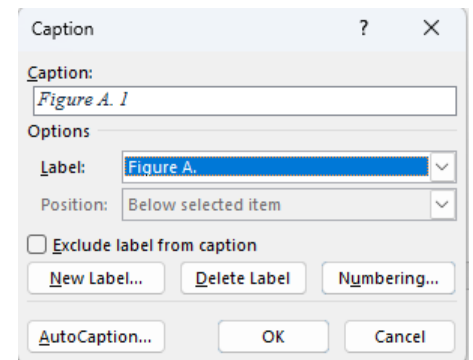 Caption ? ×
Caption:
Figure A. 1
Options
Label: Figure A.
Position: Below selected item
Exclude label from caption
New Label... Delete Label Numbering...
AutoCaption... OK Cancel